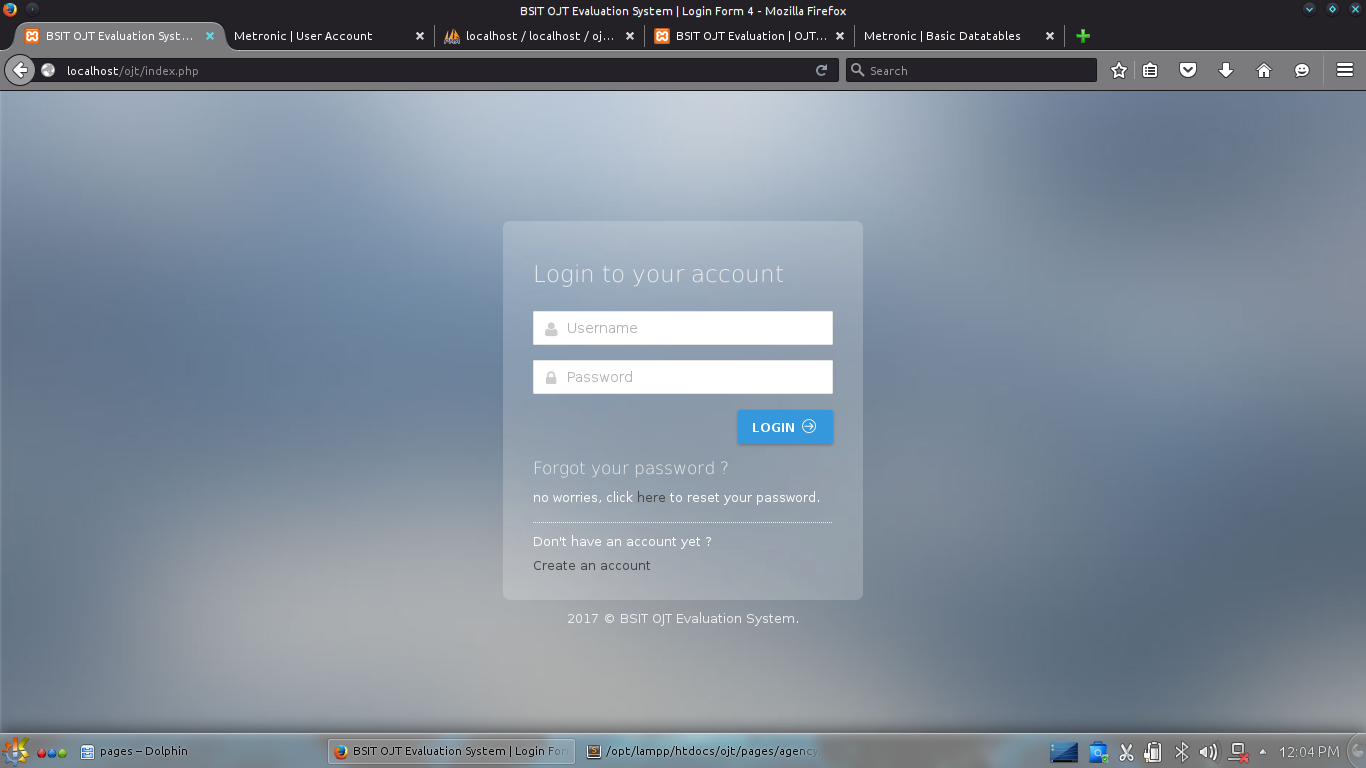 BSIT OJT Evaluation System | Login Form 4 - Mozilla Firefox
BSIT OJT Evaluation Syst...
Metronic | User Account
localhost / localhost / oj...
BSIT OJT Evaluation | OJT...
Metronic | Basic Datatables
localhost/ojt/index.php
Search
Login to your account
Username
Password
LOGIN
Forgot your password ?
no worries, click here to reset your password.
Don't have an account yet ?
Create an account
2017 © BSIT OJT Evaluation System.
pages – Dolphin
BSIT OJT Evaluation System | Login For
/opt/lampp/htdocs/ojt/pages/agency
12:04 PM